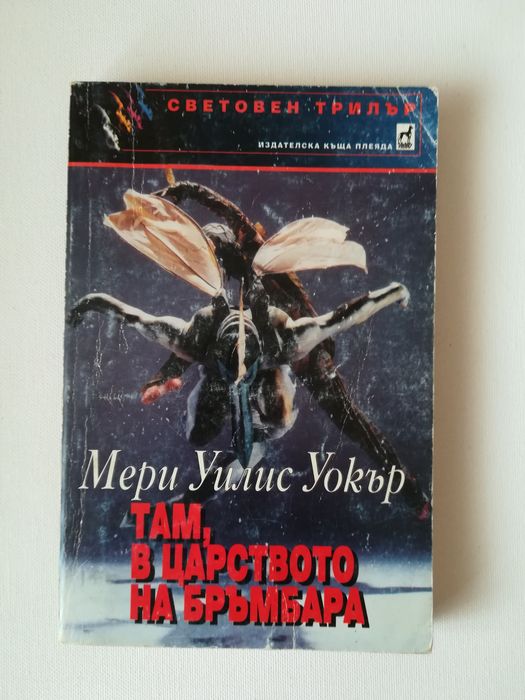 СВЕТОВЕН ТРИЛЪР
ИЗДАТЕЛСКА КЪЩА ПЛЕЯДА
Мери Уилис Уокър
ТАМ,
В ЦАРСТВОТО
НА БРЪМБАРА